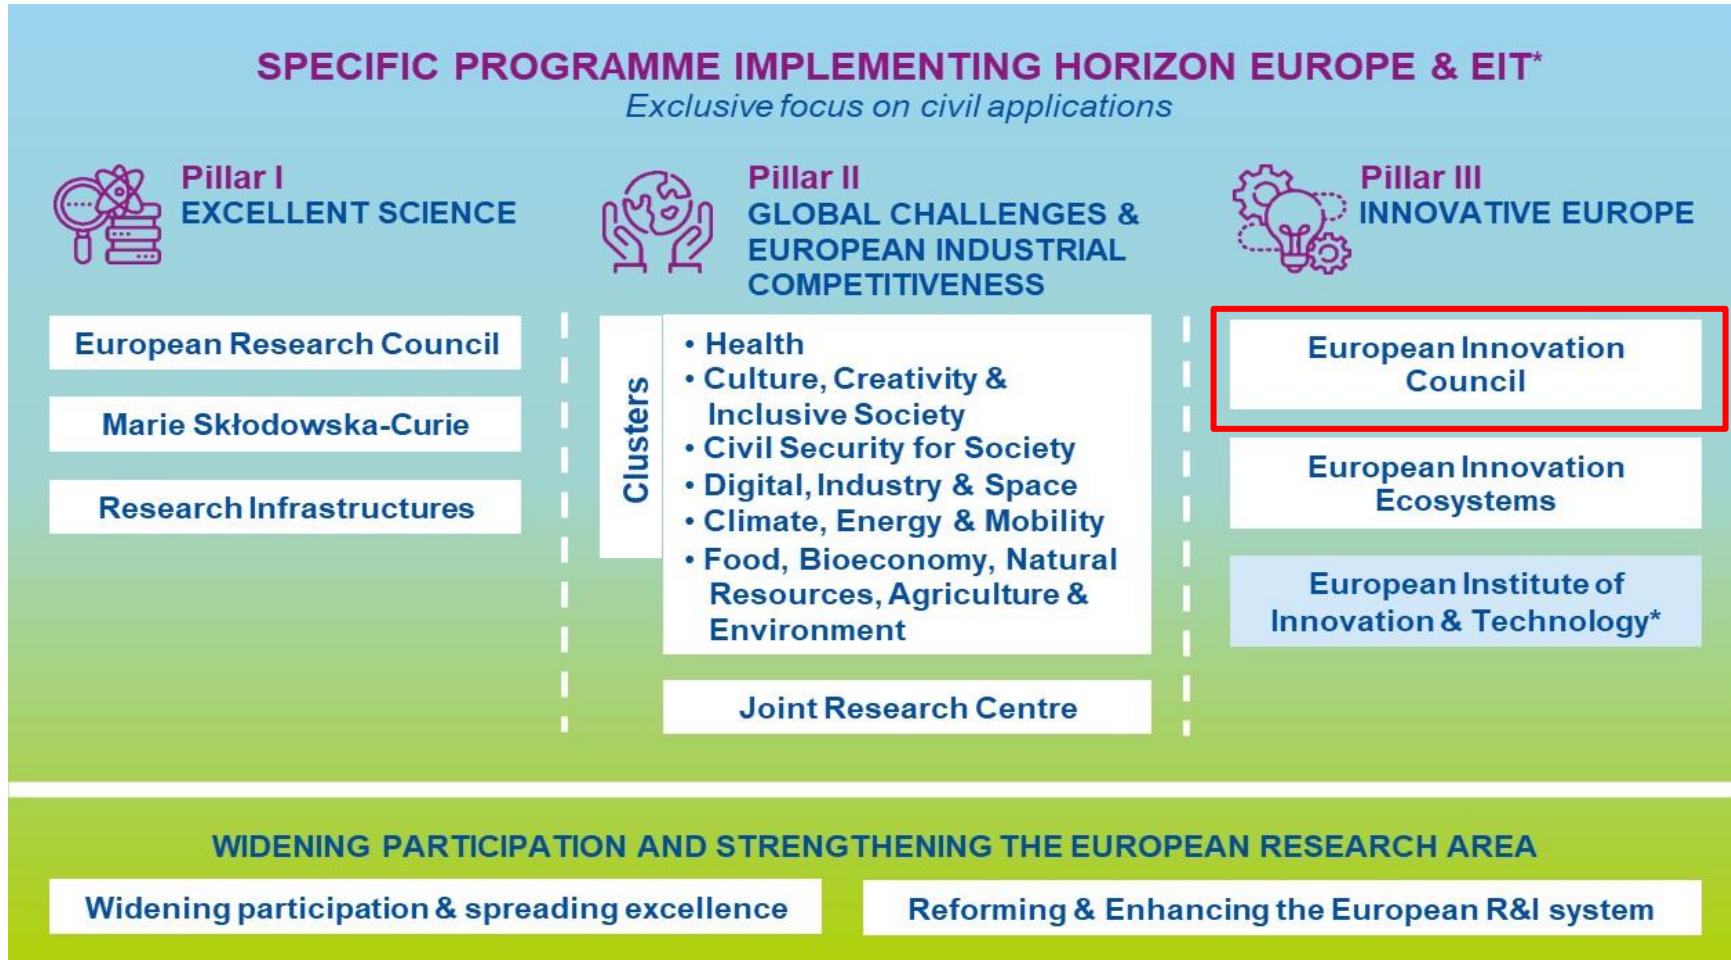 SPECIFIC PROGRAMME IMPLEMENTING HORIZON EUROPE & EIT*
Exclusive focus on civil applications
Pillar I
EXCELLENT SCIENCE
European Research Council
Marie Skłodowska-Curie
Research Infrastructures
Pillar II
GLOBAL CHALLENGES &
EUROPEAN INDUSTRIAL
COMPETITIVENESS
Clusters
• Health
• Culture, Creativity &
Inclusive Society
• Civil Security for Society
• Digital, Industry & Space
• Climate, Energy & Mobility
• Food, Bioeconomy, Natural
Resources, Agriculture &
Environment
Joint Research Centre
Pillar III
INNOVATIVE EUROPE
European Innovation
Council
European Innovation
Ecosystems
European Institute of
Innovation & Technology*
WIDENING PARTICIPATION AND STRENGTHENING THE EUROPEAN RESEARCH AREA
Widening participation & spreading excellence
Reforming & Enhancing the European R&I system